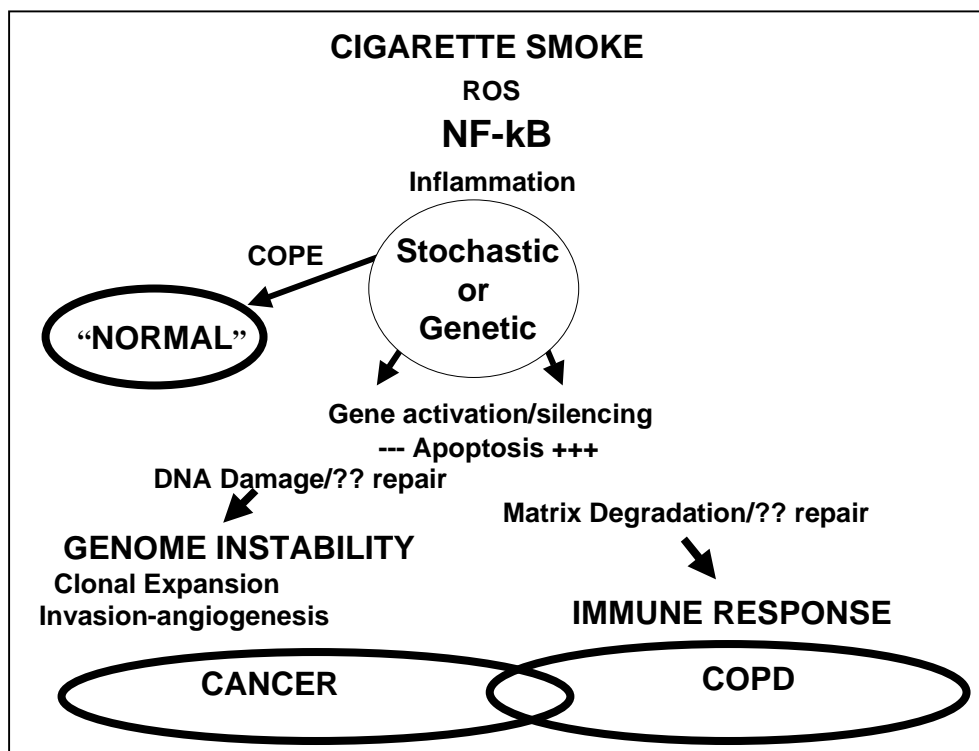 CIGARETTE SMOKE
ROS
NF-kB
Inflammation
Stochastic
or
Genetic
COPE
“NORMAL”
Gene activation/silencing
--- Apoptosis +++
DNA Damage/?? repair
Matrix Degradation/?? repair
GENOME INSTABILITY
Clonal Expansion
Invasion-angiogenesis
IMMUNE RESPONSE
CANCER
COPD